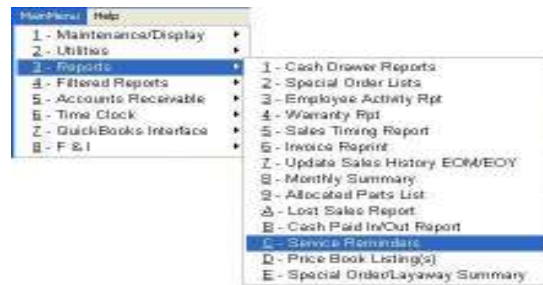 MainMenu Help
1 - Maintenance/Display
2 - Utilities
3 - Reports
4 - Filtered Reports
5 - Accounts Receivable
6 - Time Clock
7 - QuickBooks Interface
8 - F & I
1 - Cash Drawer Reports
2 - Special Order Lists
3 - Employee Activity Rpt
4 - Warranty Rpt
5 - Sales Timing Report
6 - Invoice Reprint
7 - Update Sales History EOM/EOY
8 - Monthly Summary
9 - Allocated Parts List
A - Lost Sales Report
B - Cash Paid In/Out Report
C - Service Reminders
D - Price Book Listing(s)
E - Special Order/Layaway Summary